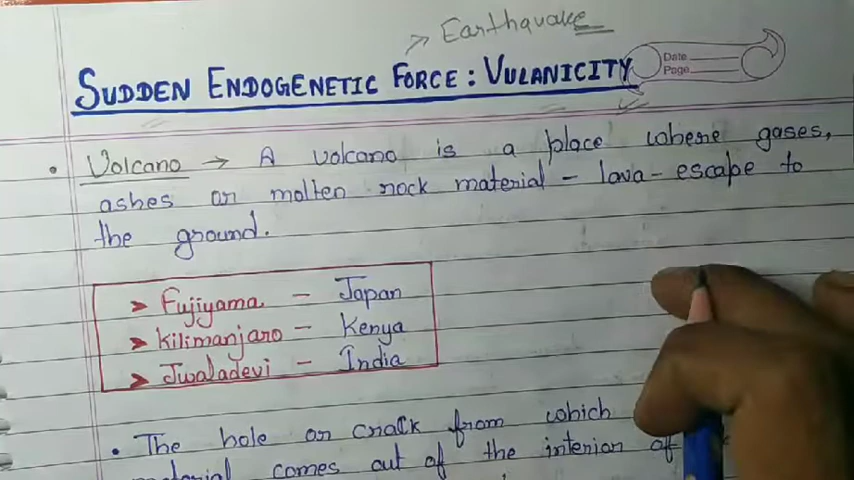 → Earthquake
SUDDEN ENDOGENETIC FORCE : VULANICITY
Date
Page
• Volcano → A volcano is a place where gases,
ashes or molten rock material - lava - escape to
the ground.
➤ Fujiyama - Japan
➤ Kilimanjaro - Kenya
➤ Jwaladevi - India
• The hole or crack from which
material comes out of the interior of